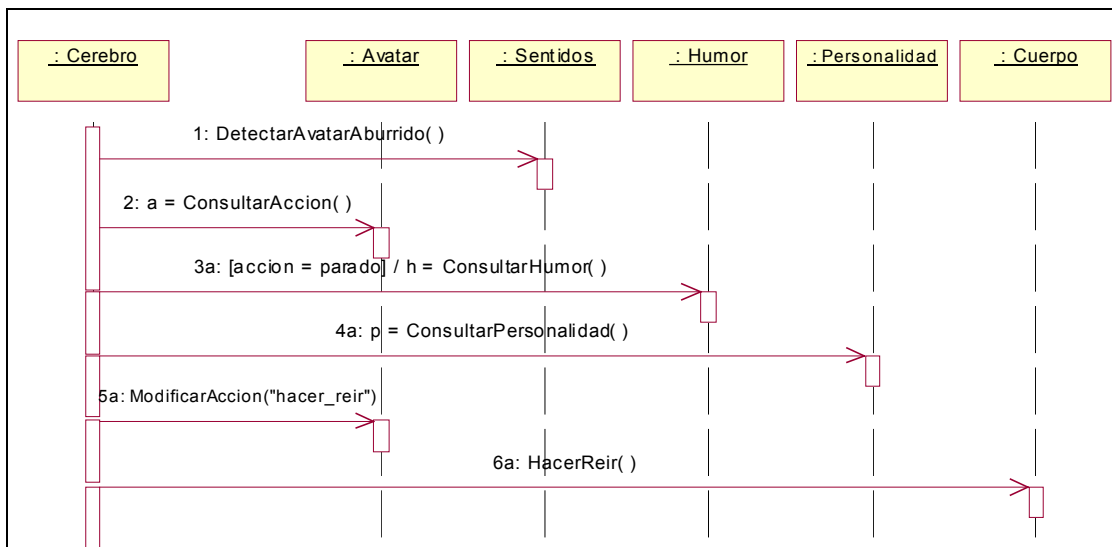 : Cerebro
: Avatar
: Sentidos
: Humor
: Personalidad
: Cuerpo
1: DetectarAvatarAburrido( )
2: a = ConsultarAccion( )
3a: [accion = parado] / h = ConsultarHumor( )
4a: p = ConsultarPersonalidad( )
5a: ModificarAccion("hacer_reir")
6a: HacerReir( )